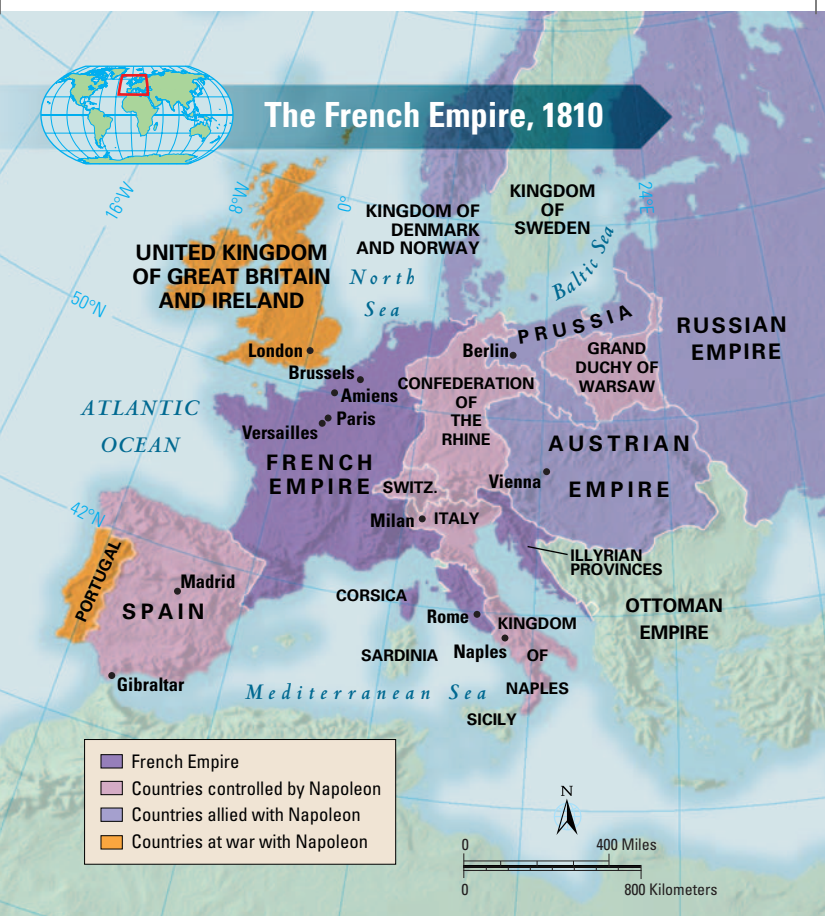 The French Empire, 1810
16°W
8°W
0°
24°E
50°N
42°N
KINGDOM OF
DENMARK
AND NORWAY
KINGDOM
OF
SWEDEN
UNITED KINGDOM
OF GREAT BRITAIN
AND IRELAND
North
Sea
Baltic Sea
PRUSSIA
RUSSIAN
EMPIRE
London
Berlin
GRAND
DUCHY OF
WARSAW
Brussels
Amiens
CONFEDERATION
OF
THE
RHINE
ATLANTIC
OCEAN
Paris
Versailles
FRENCH
EMPIRE
SWITZ.
AUSTRIAN
EMPIRE
Vienna
Milan
ITALY
ILLYRIAN
PROVINCES
PORTUGAL
Madrid
SPAIN
CORSICA
Rome
KINGDOM
OF
NAPLES
OTTOMAN
EMPIRE
SARDINIA
Naples
Gibraltar
Mediterranean Sea
SICILY
French Empire
Countries controlled by Napoleon
Countries allied with Napoleon
Countries at war with Napoleon
N
0
400 Miles
0
800 Kilometers